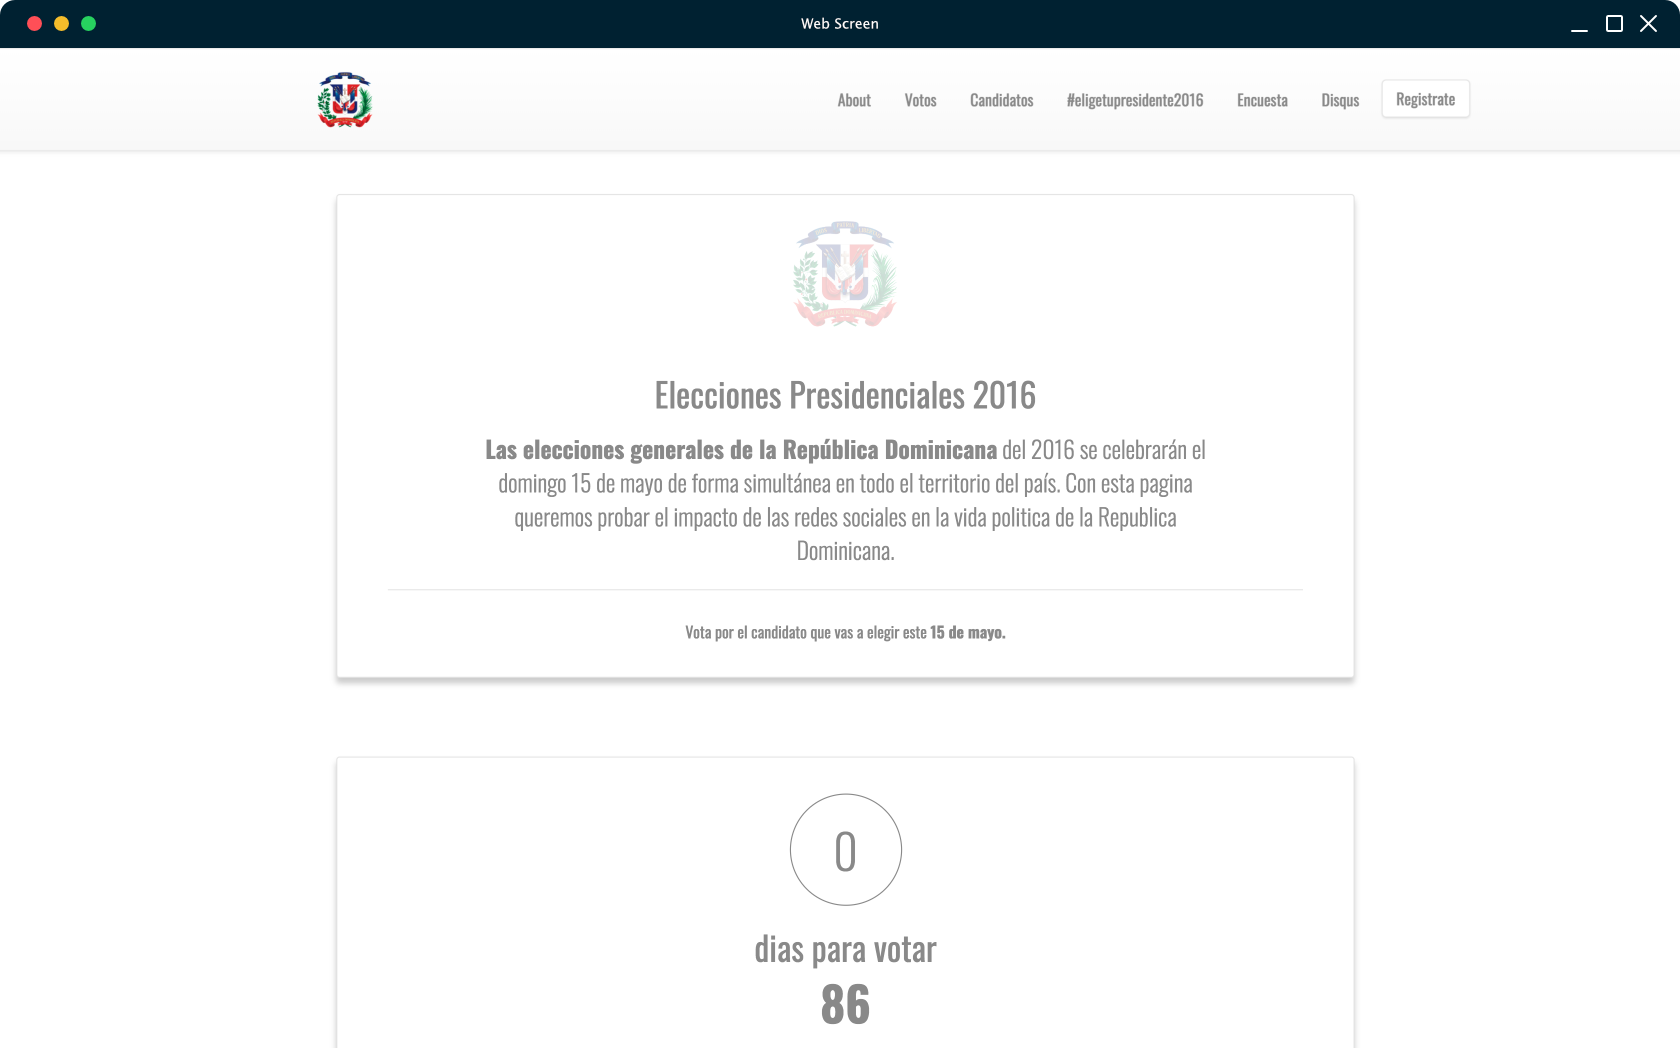 Web Screen
About Votos Candidatos #eligetupresidente2016 Encuesta Disqus Registrate
Elecciones Presidenciales 2016
Las elecciones generales de la República Dominicana del 2016 se celebrarán el
domingo 15 de mayo de forma simultánea en todo el territorio del país. Con esta pagina
queremos probar el impacto de las redes sociales en la vida politica de la Republica
Dominicana.
Vota por el candidato que vas a elegir este 15 de mayo.
0
dias para votar
86